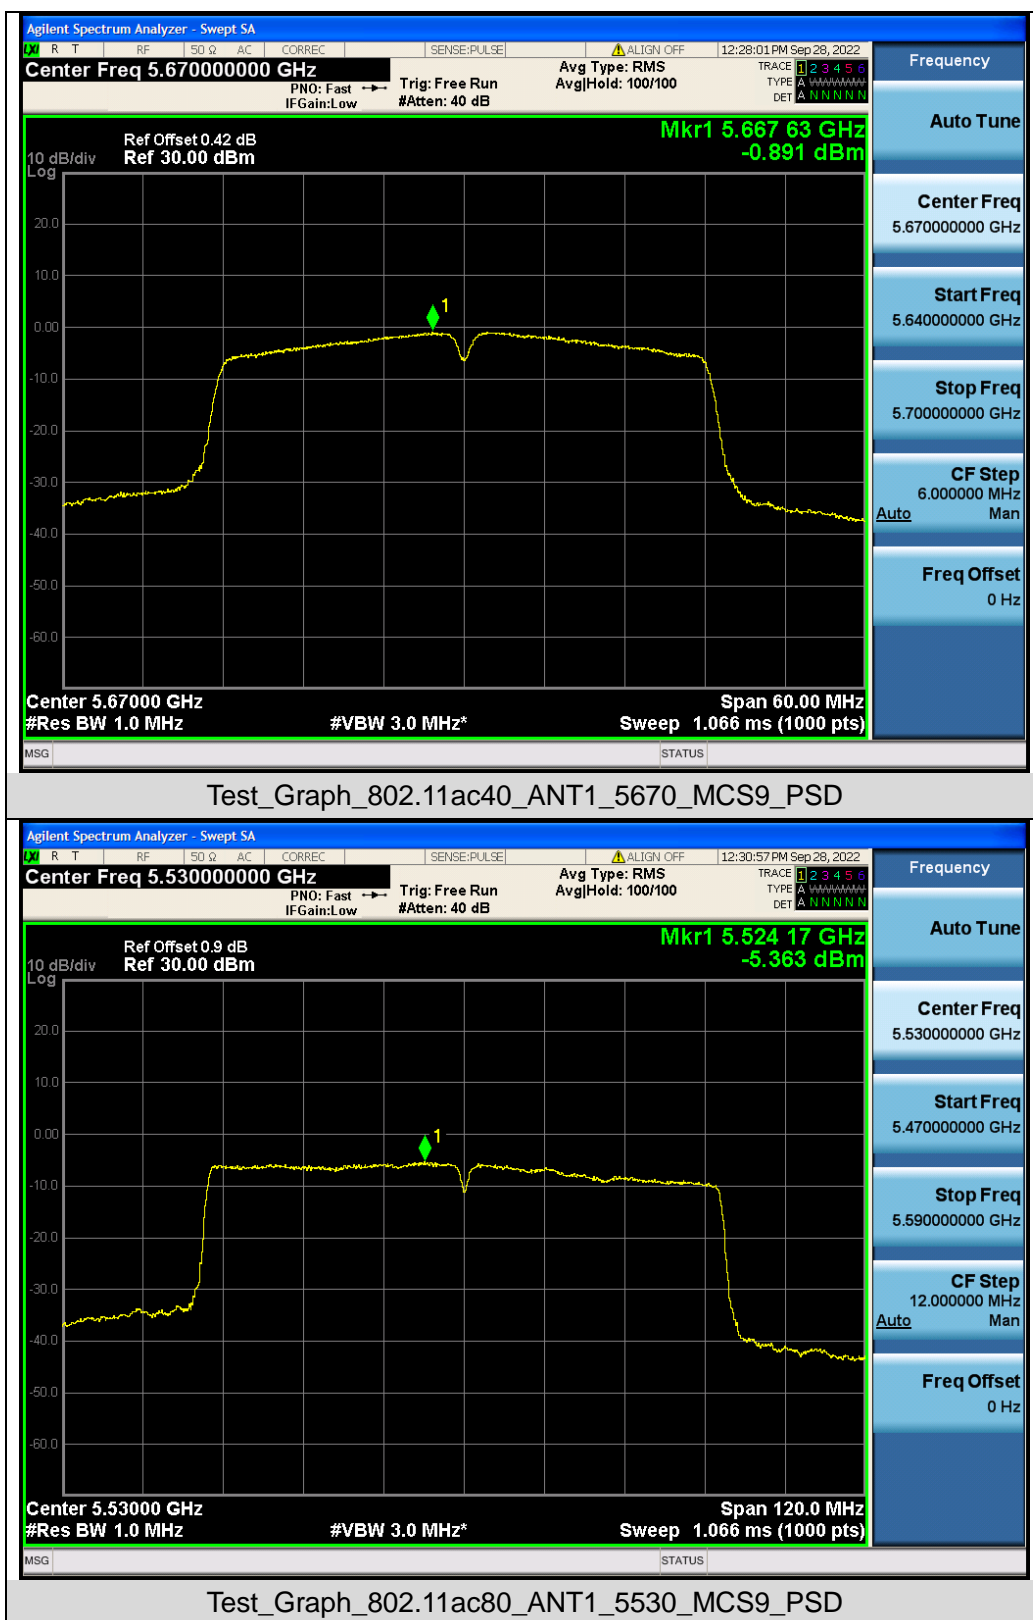 Agilent Spectrum Analyzer - Swept SA
LXI R T RF 50 Ω AC CORREC SENSE:PULSE ALIGN OFF 12:28:01 PM Sep 28, 2022
Center Freq 5.670000000 GHz
PNO: Fast
IFGain:Low
Trig: Free Run
#Atten: 40 dB
Avg Type: RMS
Avg|Hold: 100/100
TRACE 1 2 3 4 5 6
TYPE A WWWWW
DET A N N N N N
Frequency
Auto Tune
Center Freq
5.670000000 GHz
Start Freq
5.640000000 GHz
Stop Freq
5.700000000 GHz
CF Step
6.000000 MHz
Auto Man
Freq Offset
0 Hz
Mkr1 5.667 63 GHz
-0.891 dBm
Ref Offset 0.42 dB
10 dB/div Ref 30.00 dBm
Log
20.0
10.0
0.00
-10.0
-20.0
-30.0
-40.0
-50.0
-60.0
1
Center 5.67000 GHz Span 60.00 MHz
#Res BW 1.0 MHz #VBW 3.0 MHz* Sweep 1.066 ms (1000 pts)
MSG STATUS
Test_Graph_802.11ac40_ANT1_5670_MCS9_PSD
Agilent Spectrum Analyzer - Swept SA
LXI R T RF 50 Ω AC CORREC SENSE:PULSE ALIGN OFF 12:30:57 PM Sep 28, 2022
Center Freq 5.530000000 GHz
PNO: Fast
IFGain:Low
Trig: Free Run
#Atten: 40 dB
Avg Type: RMS
Avg|Hold: 100/100
TRACE 1 2 3 4 5 6
TYPE A WWWWW
DET A N N N N N
Frequency
Auto Tune
Center Freq
5.530000000 GHz
Start Freq
5.470000000 GHz
Stop Freq
5.590000000 GHz
CF Step
12.000000 MHz
Auto Man
Freq Offset
0 Hz
Mkr1 5.524 17 GHz
-5.363 dBm
Ref Offset 0.9 dB
10 dB/div Ref 30.00 dBm
Log
20.0
10.0
0.00
-10.0
-20.0
-30.0
-40.0
-50.0
-60.0
1
Center 5.53000 GHz Span 120.0 MHz
#Res BW 1.0 MHz #VBW 3.0 MHz* Sweep 1.066 ms (1000 pts)
MSG STATUS
Test_Graph_802.11ac80_ANT1_5530_MCS9_PSD